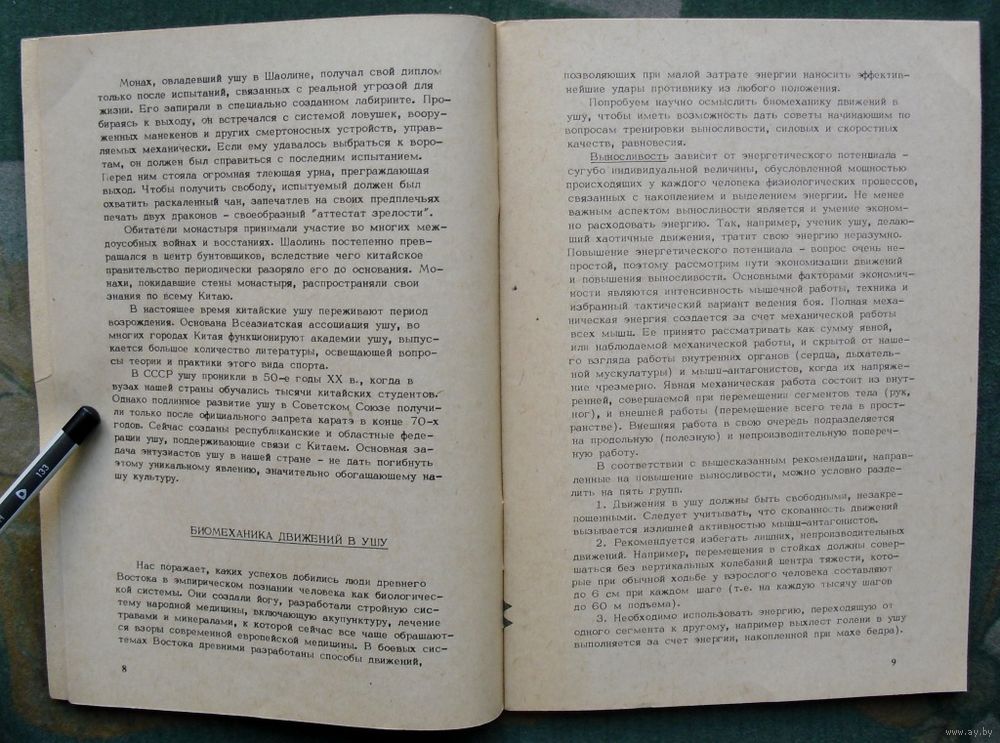 Монах, овладевший ушу в Шаолине, получал свой диплом
только после испытаний, связанных с реальной угрозой для
жизни. Его запирали в специально созданном лабиринте. Про-
бираясь к выходу, он встречался с системой ловушек, воору-
женных манекенов и других смертоносных устройств, управ-
ляемых механически. Если ему удавалось выбраться к воро-
там, он должен был справиться с последним испытанием.
Перед ним стояла огромная тлеющая урна, преграждающая
выход. Чтобы получить свободу, испытуемый должен был
охватить раскаленный чан, запечатлев на своих предплечьях
печать двух драконов - своеобразный "аттестат зрелости".
Обитатели монастыря принимали участие во многих меж-
доусобных войнах и восстаниях. Шаолинь постепенно прев-
ращался в центр бунтовщиков, вследствие чего китайское
правительство периодически разоряло его до основания. Мо-
нахи, покидавшие стены монастыря, распространяли свои
знания по всему Китаю.
В настоящее время китайские ушу переживают период
возрождения. Основана Всеазиатская ассоциация ушу, во
многих городах Китая функционируют академии ушу, выпус-
кается большое количество литературы, освещающей вопро-
сы теории и практики этого вида спорта.
В СССР ушу проникли в 50-е годы XX в., когда в
вузах нашей страны обучались тысячи китайских студентов.
Однако подлинное развитие ушу в Советском Союзе получи-
ли только после официального запрета каратэ в конце 70-х
годов. Сейчас созданы республиканские и областные феде-
рации ушу, поддерживающие связи с Китаем. Основная за-
дача энтузиастов ушу в нашей стране - не дать погибнуть
этому уникальному явлению, значительно обогащающему на-
шу культуру.
БИОМЕХАНИКА ДВИЖЕНИЙ В УШУ
Нас поражает, каких успехов добились люди древнего
Востока в эмпирическом познании человека как биологичес-
кой системы. Они создали йогу, разработали стройную сис-
тему народной медицины, включающую акупунктуру, лечение
травами и минералами, к которой сейчас все чаще обращают-
ся взоры современной европейской медицины. В боевых сис-
темах Востока древними разработаны способы движений,
8
позволяющих при малой затрате энергии наносить эффектив-
нейшие удары противнику из любого положения.
Попробуем научно осмыслить биомеханику движений в
ушу, чтобы иметь возможность дать советы начинающим по
вопросам тренировки выносливости, силовых и скоростных
качеств, равновесия.
Выносливость зависит от энергетического потенциала -
сугубо индивидуальной величины, обусловленной мощностью
происходящих у каждого человека физиологических процессов,
связанных с накоплением и выделением энергии. Не менее
важным аспектом выносливости является и умение эконом-
но расходовать энергию. Так, например, ученик ушу, делаю-
щий хаотичные движения, тратит свою энергию неразумно.
Повышение энергетического потенциала - вопрос очень не-
простой, поэтому рассмотрим пути экономизации движений
и повышения выносливости. Основными факторами экономич-
ности являются интенсивность мышечной работы, техника и
избранный тактический вариант ведения боя. Полная меха-
ническая энергия создается за счет механической работы
всех мышц. Ее принято рассматривать как сумму явной,
или наблюдаемой механической работы, и скрытой от наше-
го взгляда работы внутренних органов (сердца, дыхатель-
ной мускулатуры) и мышц-антагонистов, когда их напряже-
ние чрезмерно. Явная механическая работа состоит из внут-
ренней, совершаемой при перемещении сегментов тела (рук,
ног), и внешней работы (перемещение всего тела в прост-
ранстве). Внешняя работа в свою очередь подразделяется
на продольную (полезную) и непроизводительную попереч-
ную работу.
В соответствии с вышесказанным рекомендации, направ-
ленные на повышение выносливости, можно условно разде-
лить на пять групп.
1. Движения в ушу должны быть свободными, незакре-
пощенными. Следует учитывать, что скованность движений
вызывается излишней активностью мышц-антагонистов.
2. Рекомендуется избегать лишних, непроизводительных
движений. Например, перемещения в стойках должны совер-
шаться без вертикальных колебаний центра тяжести, кото-
рые при обычной ходьбе у взрослого человека составляют
до 6 см при каждом шаге (т.е. на каждую тысячу шагов
до 60 м подъема).
3. Необходимо использовать энергию, переходящую от
одного сегмента к другому, например выхлест голени в ушу
выполняется за счет энергии, накопленной при махе бедра).
9
133
www.ay.by